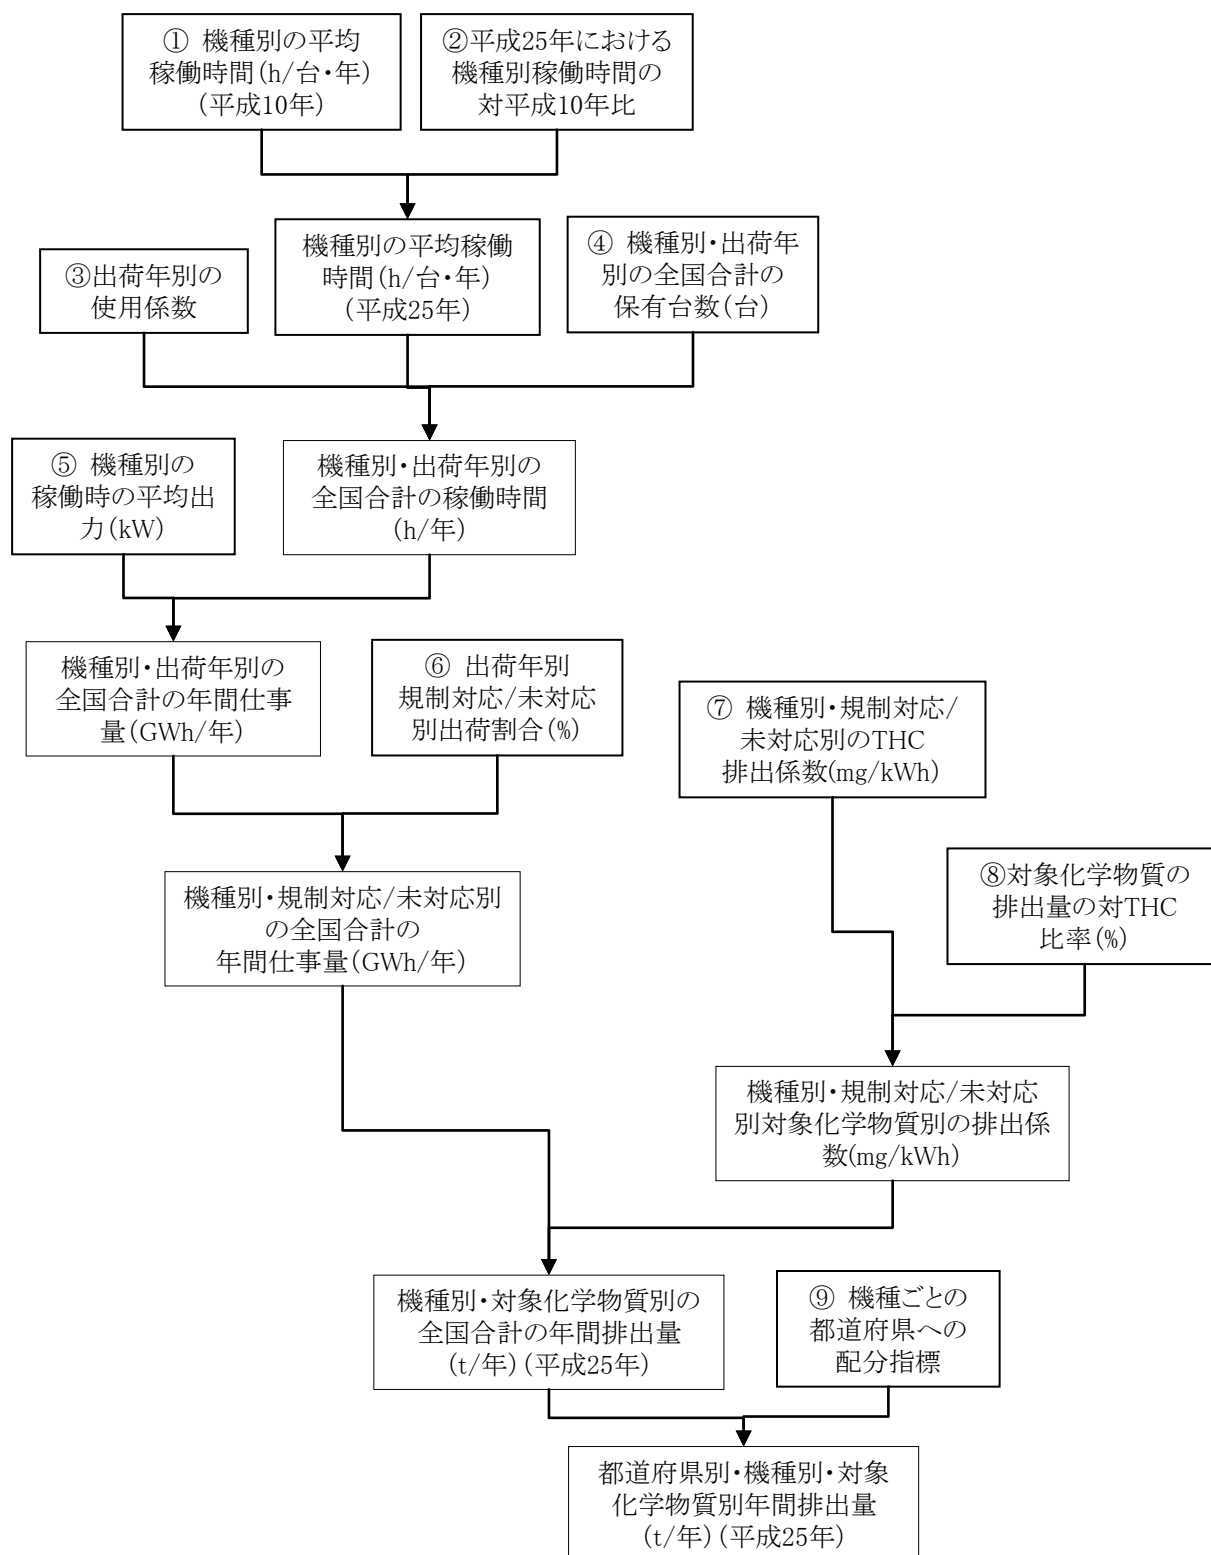 ① 機種別の平均
稼働時間(h/台・年)
(平成10年)
②平成25年における
機種別稼働時間の
対平成10年比
③出荷年別の
使用係数
機種別の平均稼働
時間(h/台・年)
(平成25年)
④ 機種別・出荷年
別の全国合計の
保有台数(台)
⑤ 機種別の
稼働時の平均出
力(kW)
機種別・出荷年別の
全国合計の稼働時間
(h/年)
機種別・出荷年別の
全国合計の年間仕事
量(GWh/年)
⑥ 出荷年別
規制対応/未対応
別出荷割合(%)
⑦ 機種別・規制対応/
未対応別のTHC
排出係数(mg/kWh)
機種別・規制対応/未対応別
の全国合計の
年間仕事量(GWh/年)
⑧対象化学物質の
排出量の対THC
比率(%)
機種別・規制対応/未対応
別対象化学物質別の排出係
数(mg/kWh)
機種別・対象化学物質別の
全国合計の年間排出量
(t/年)(平成25年)
⑨ 機種ごとの
都道府県への
配分指標
都道府県別・機種別・対象
化学物質別年間排出量
(t/年)(平成25年)